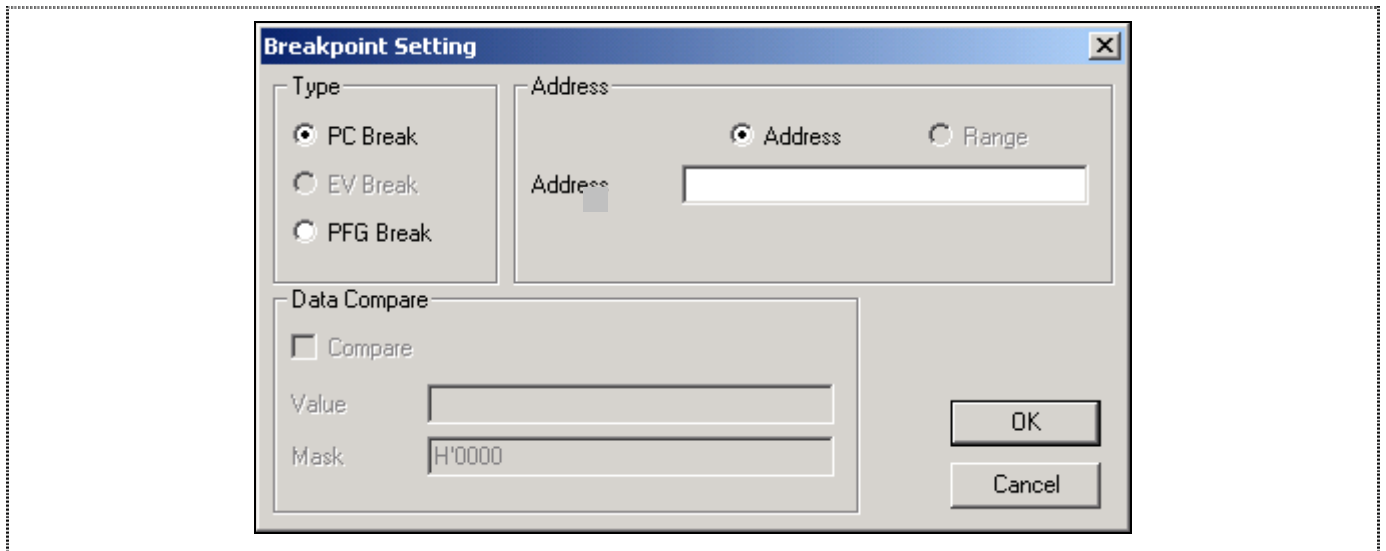 Breakpoint Setting
Type
PC Break
EV Break
PFG Break
Address
Address Range
Address
Data Compare
Compare
Value
Mask H'0000
OK
Cancel